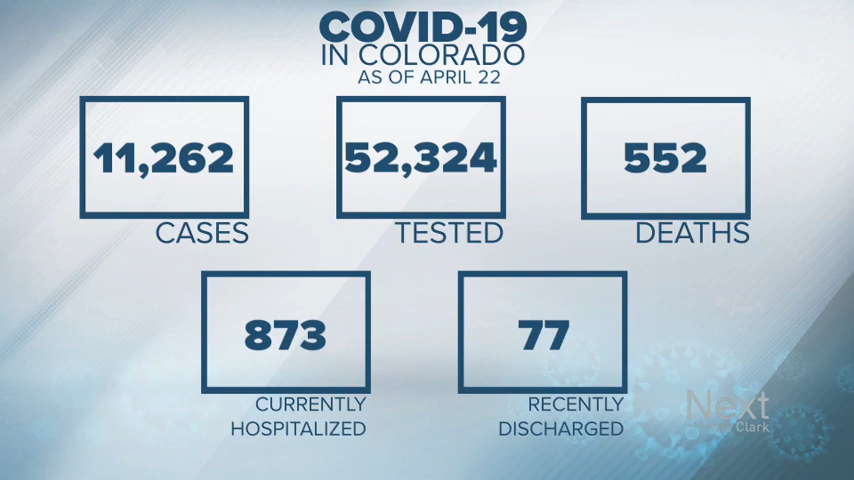 COVID-19
IN COLORADO
AS OF APRIL 22
11,262
52,324
552
CASES
TESTED
DEATHS
873
77
CURRENTLY
HOSPITALIZED
RECENTLY
DISCHARGED
Next
Clark